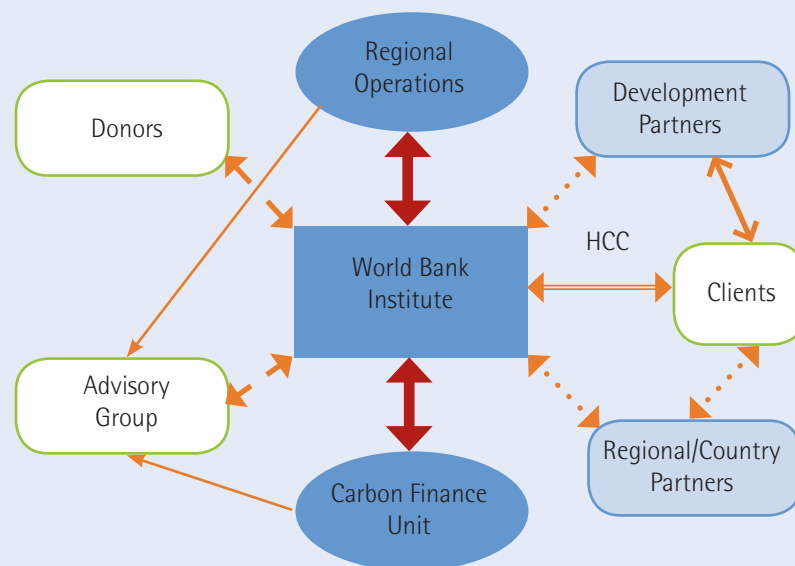 Regional
Operations
Donors
Development
Partners
HCC
World Bank
Institute
Clients
Advisory
Group
Regional/Country
Partners
Carbon Finance
Unit